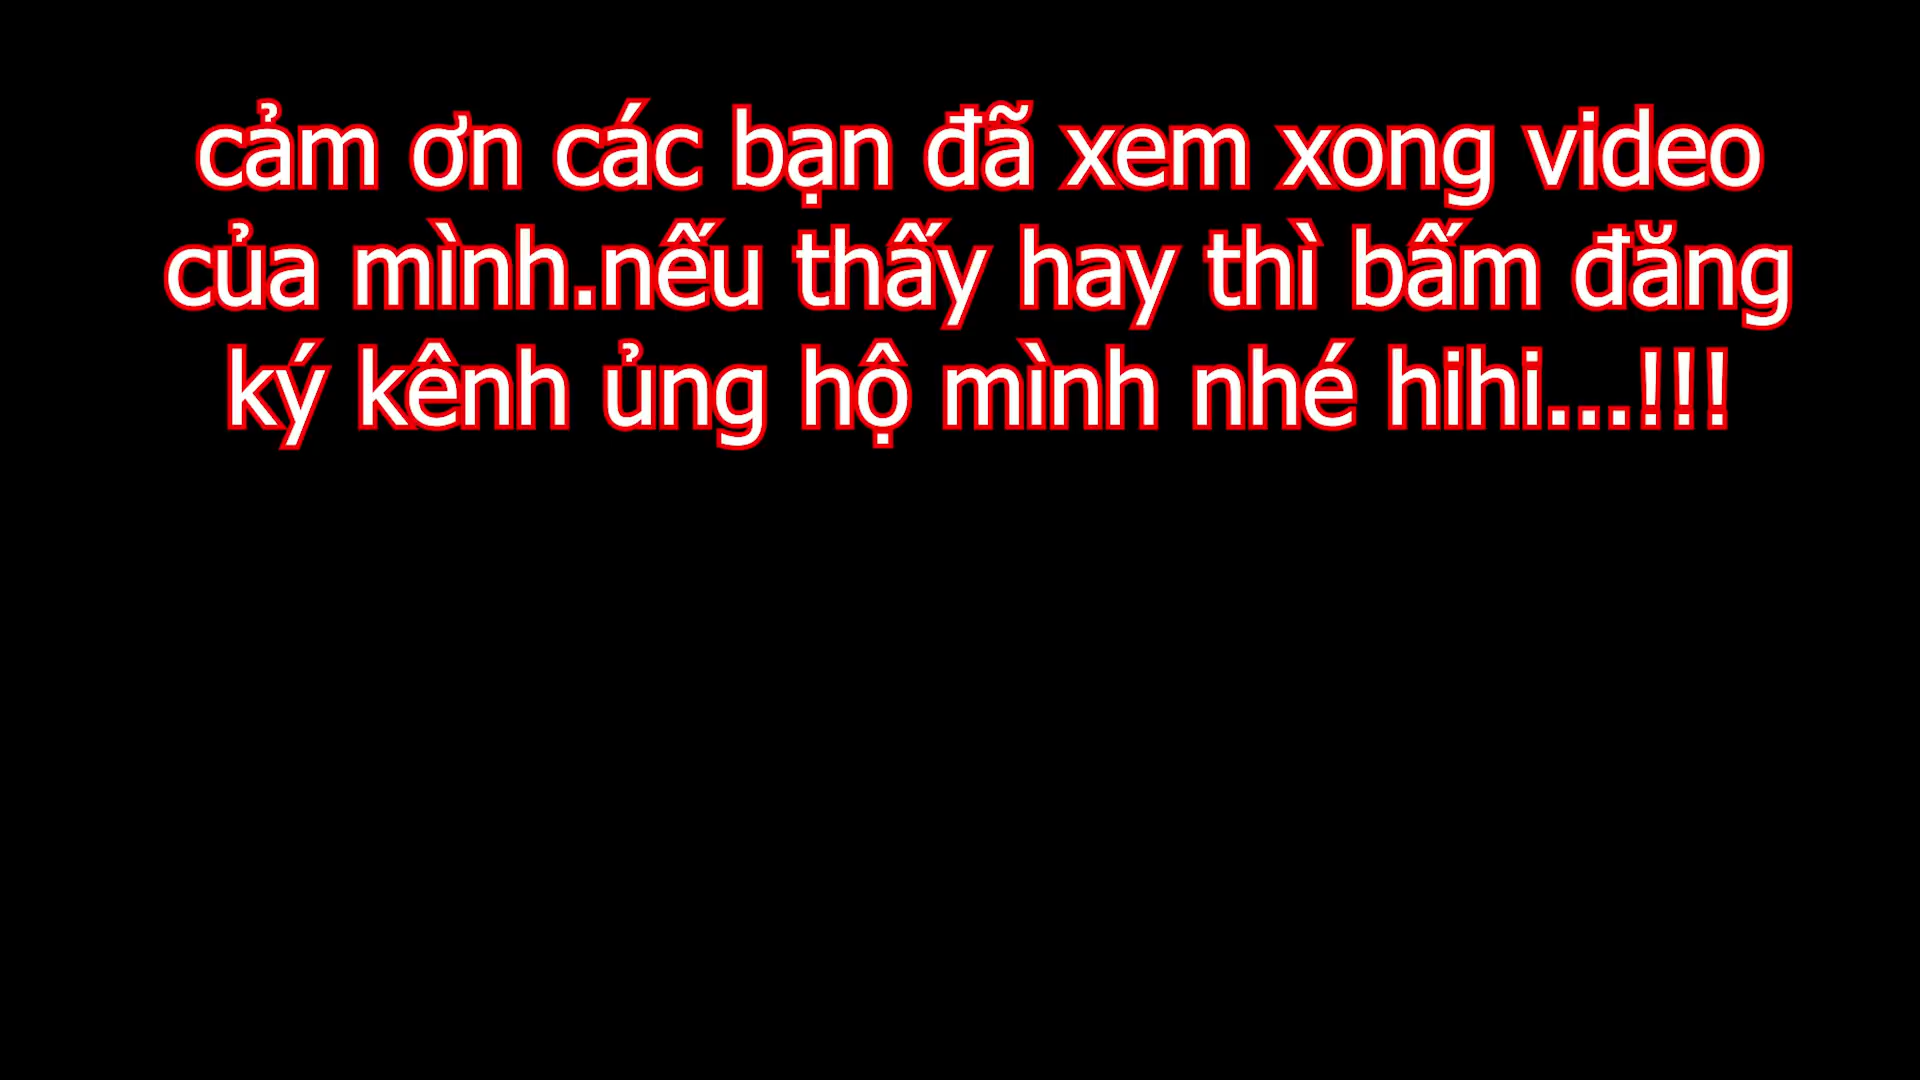 cảm ơn các bạn đã xem xong video
của mình.nếu thấy hay thì bấm đăng
ký kênh ủng hộ mình nhé hihi...!!!